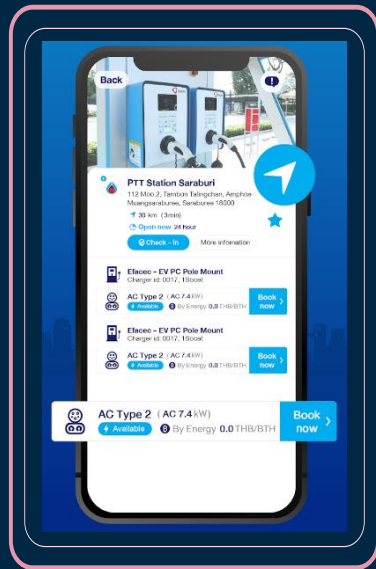 Back
PTT Station Saraburi
112 Moo.2, Tambon Talingchan, Amphoe
Muangsaraburee, Saraburee 18000
30 km (3min)
Open now 24 hour
Check - In More infomation
Efacec - EV PC Pole Mount
Charger id: 0017, 1Booat
AC Type 2 (AC 7.4 kW)
Available By Energy 0.0 THB/BTH
Book now
Efacec - EV PC Pole Mount
Charger id: 0017, 1Booat
AC Type 2 (AC 7.4 kW)
Available By Energy 0.0 THB/BTH
Book now
AC Type 2 (AC 7.4 kW)
Available By Energy 0.0 THB/BTH
Book
now